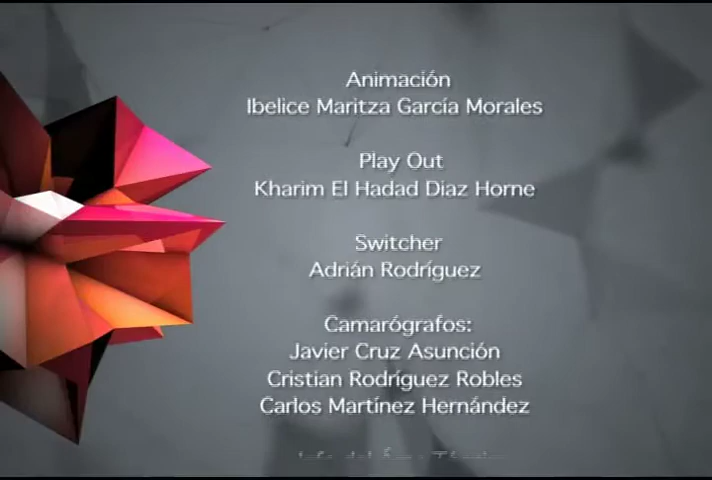 Animación
Ibelice Maritza García Morales
Play Out
Kharim El Hadad Diaz Horne
Switcher
Adrián Rodríguez
Camarógrafos:
Javier Cruz Asunción
Cristian Rodríguez Robles
Carlos Martínez Hernández